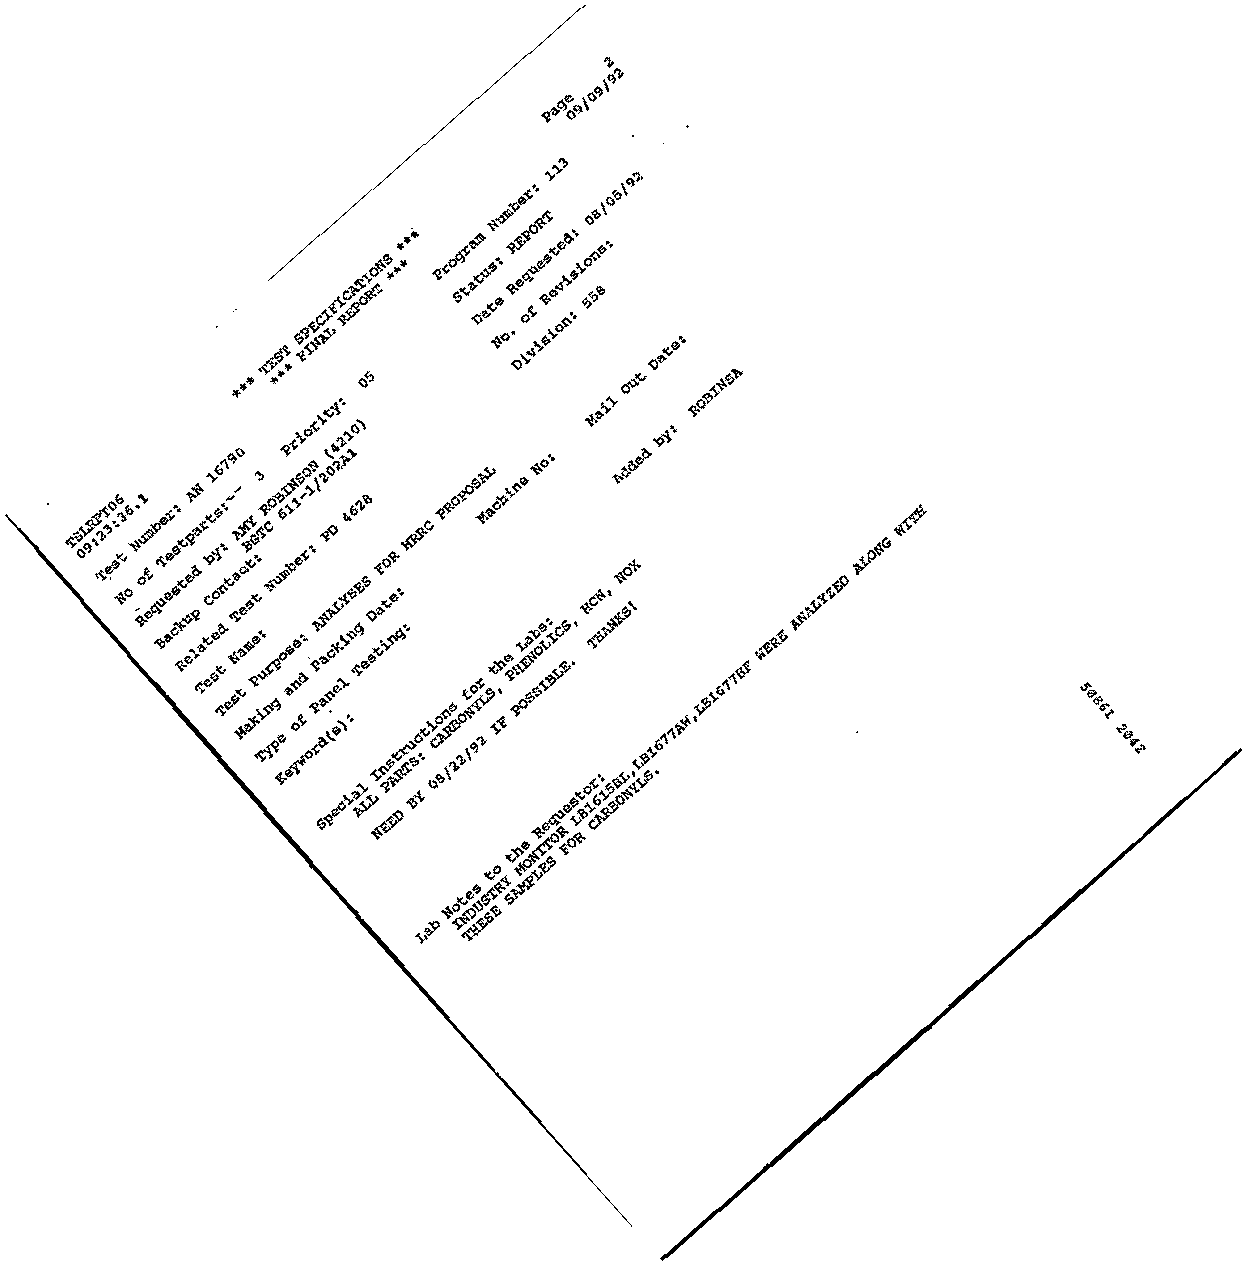 TSLRPT06 Page 2
09:23:36.1 09/09/92
*** TEST SPECIFICATIONS ***
*** FINAL REPORT ***
Test Number: AN 16790 Program Number: 113
No of Testparts:-- 3 Priority: 05 Status: REPORT
Requested by: AMY ROBINSON (4210) Date Requested: 08/05/92
BGTC 611-1/202A1
Backup Contact: No. of Revisions:
Related Test Number: PD 4628 Division: 558
Test Name:
Test Purpose: ANALYSES FOR HRRC PROPOSAL
Making and Packing Date: Machine No: Mail Out Date:
Type of Panel Testing:
Keyword(s): Added by: ROBINSA
Special Instructions for the Labs:
ALL PARTS: CARBONYLS, PHENOLICS, HCN, NOX
NEED BY 08/22/92 IF POSSIBLE. THANKS!
Lab Notes to the Requestor:
INDUSTRY MONITOR LB1615BL,LB1677AW,LB1677BF WERE ANALYZED ALONG WITH
THESE SAMPLES FOR CARBONYLS.
50861 2042